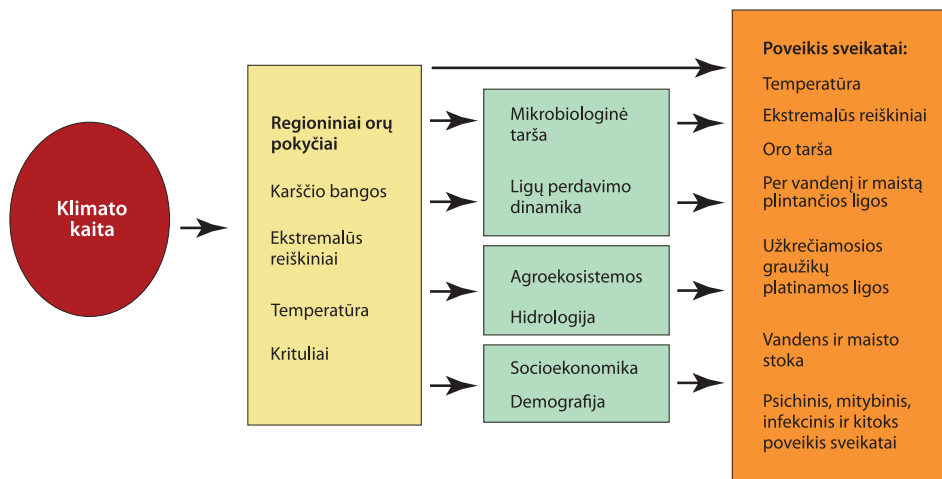 Klimato
kaita
Regioniniai orų
pokyčiai
Karščio bangos
Ekstremalūs
reiškiniai
Temperatūra
Krituliai
Mikrobiologinė
tarša
Ligų perdavimo
dinamika
Agroekosistemos
Hidrologija
Socioekonomika
Demografija
Poveikis sveikatai:
Temperatūra
Ekstremalūs reiškiniai
Oro tarša
Per vandenį ir maistą
plintančios ligos
Užkrečiamosios
graužikų
platinamos ligos
Vandens ir maisto
stoka
Psichinis, mitybinis,
infekcinis ir kitoks
poveikis sveikatai